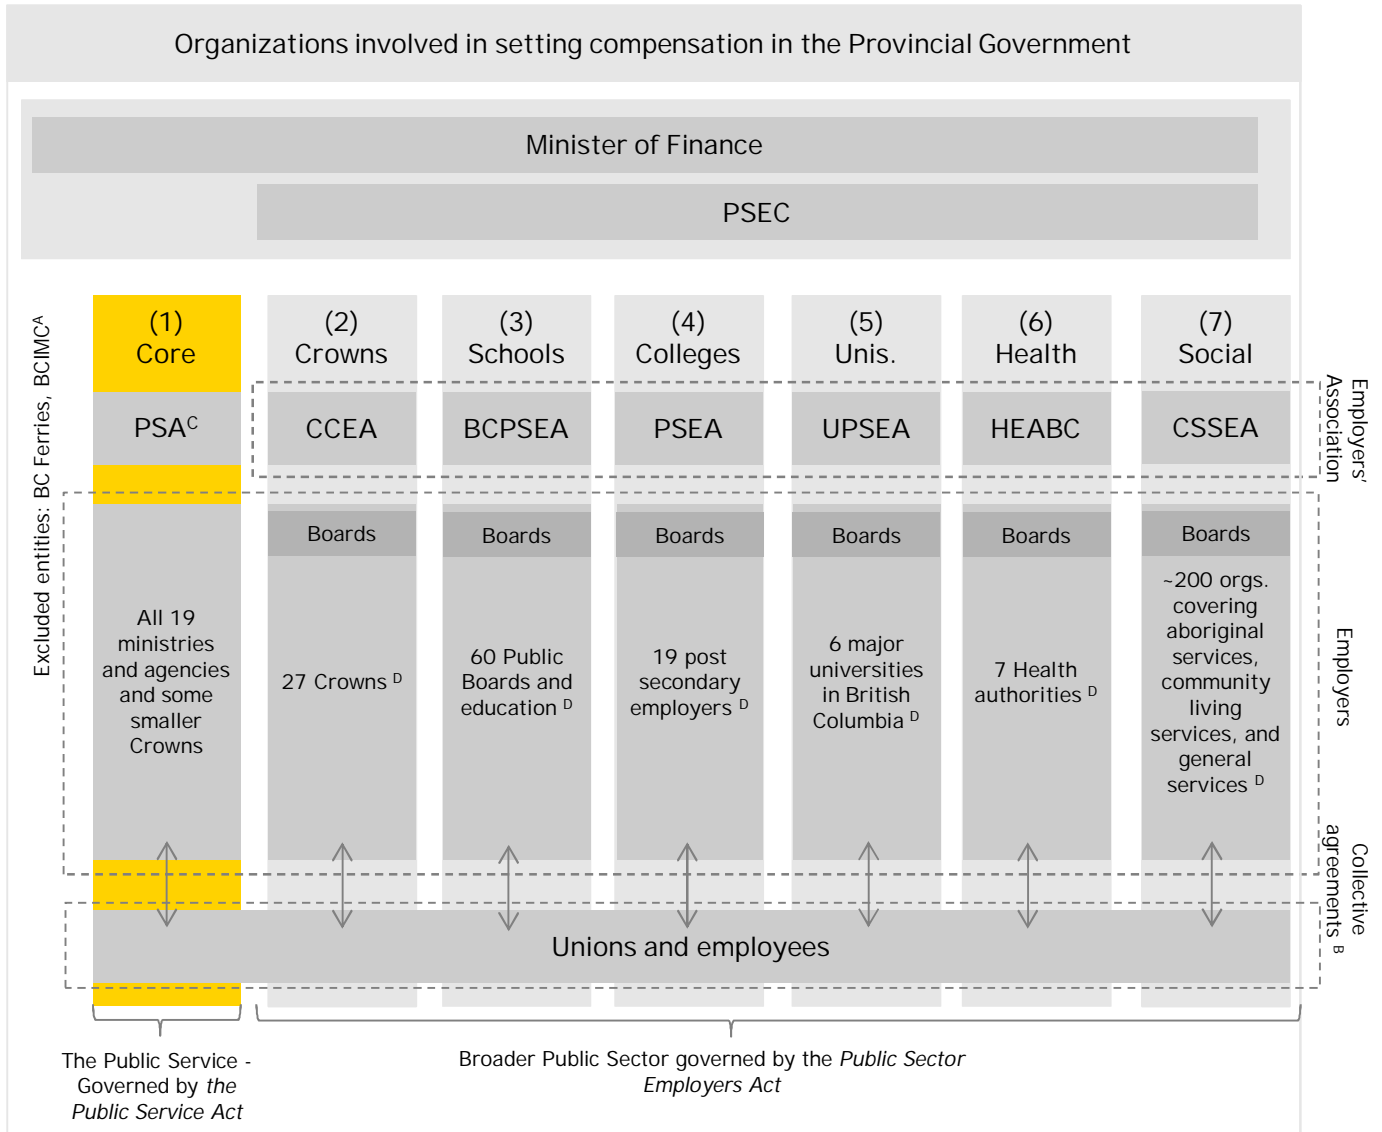 Organizations involved in setting compensation in the Provincial Government
Minister of Finance
PSEC
Excluded entities: BC Ferries, BCIMCᴬ
(1)
Core
(2)
Crowns
(3)
Schools
(4)
Colleges
(5)
Unis.
(6)
Health
(7)
Social
PSAᶜ
CCEA
BCPSEA
PSEA
UPSEA
HEABC
CSSEA
Employers'
Association
Boards
Boards
Boards
Boards
Boards
Boards
All 19
ministries
and agencies
and some
smaller
Crowns
27 Crowns ᴰ
60 Public
Boards and
education ᴰ
19 post
secondary
employers ᴰ
6 major
universities
in British
Columbia ᴰ
7 Health
authorities ᴰ
~200 orgs.
covering
aboriginal
services,
community
living
services, and
general
services ᴰ
Employers
Collective
agreements ᴮ
Unions and employees
The Public Service -
Governed by the
Public Service Act
Broader Public Sector governed by the Public Sector
Employers Act